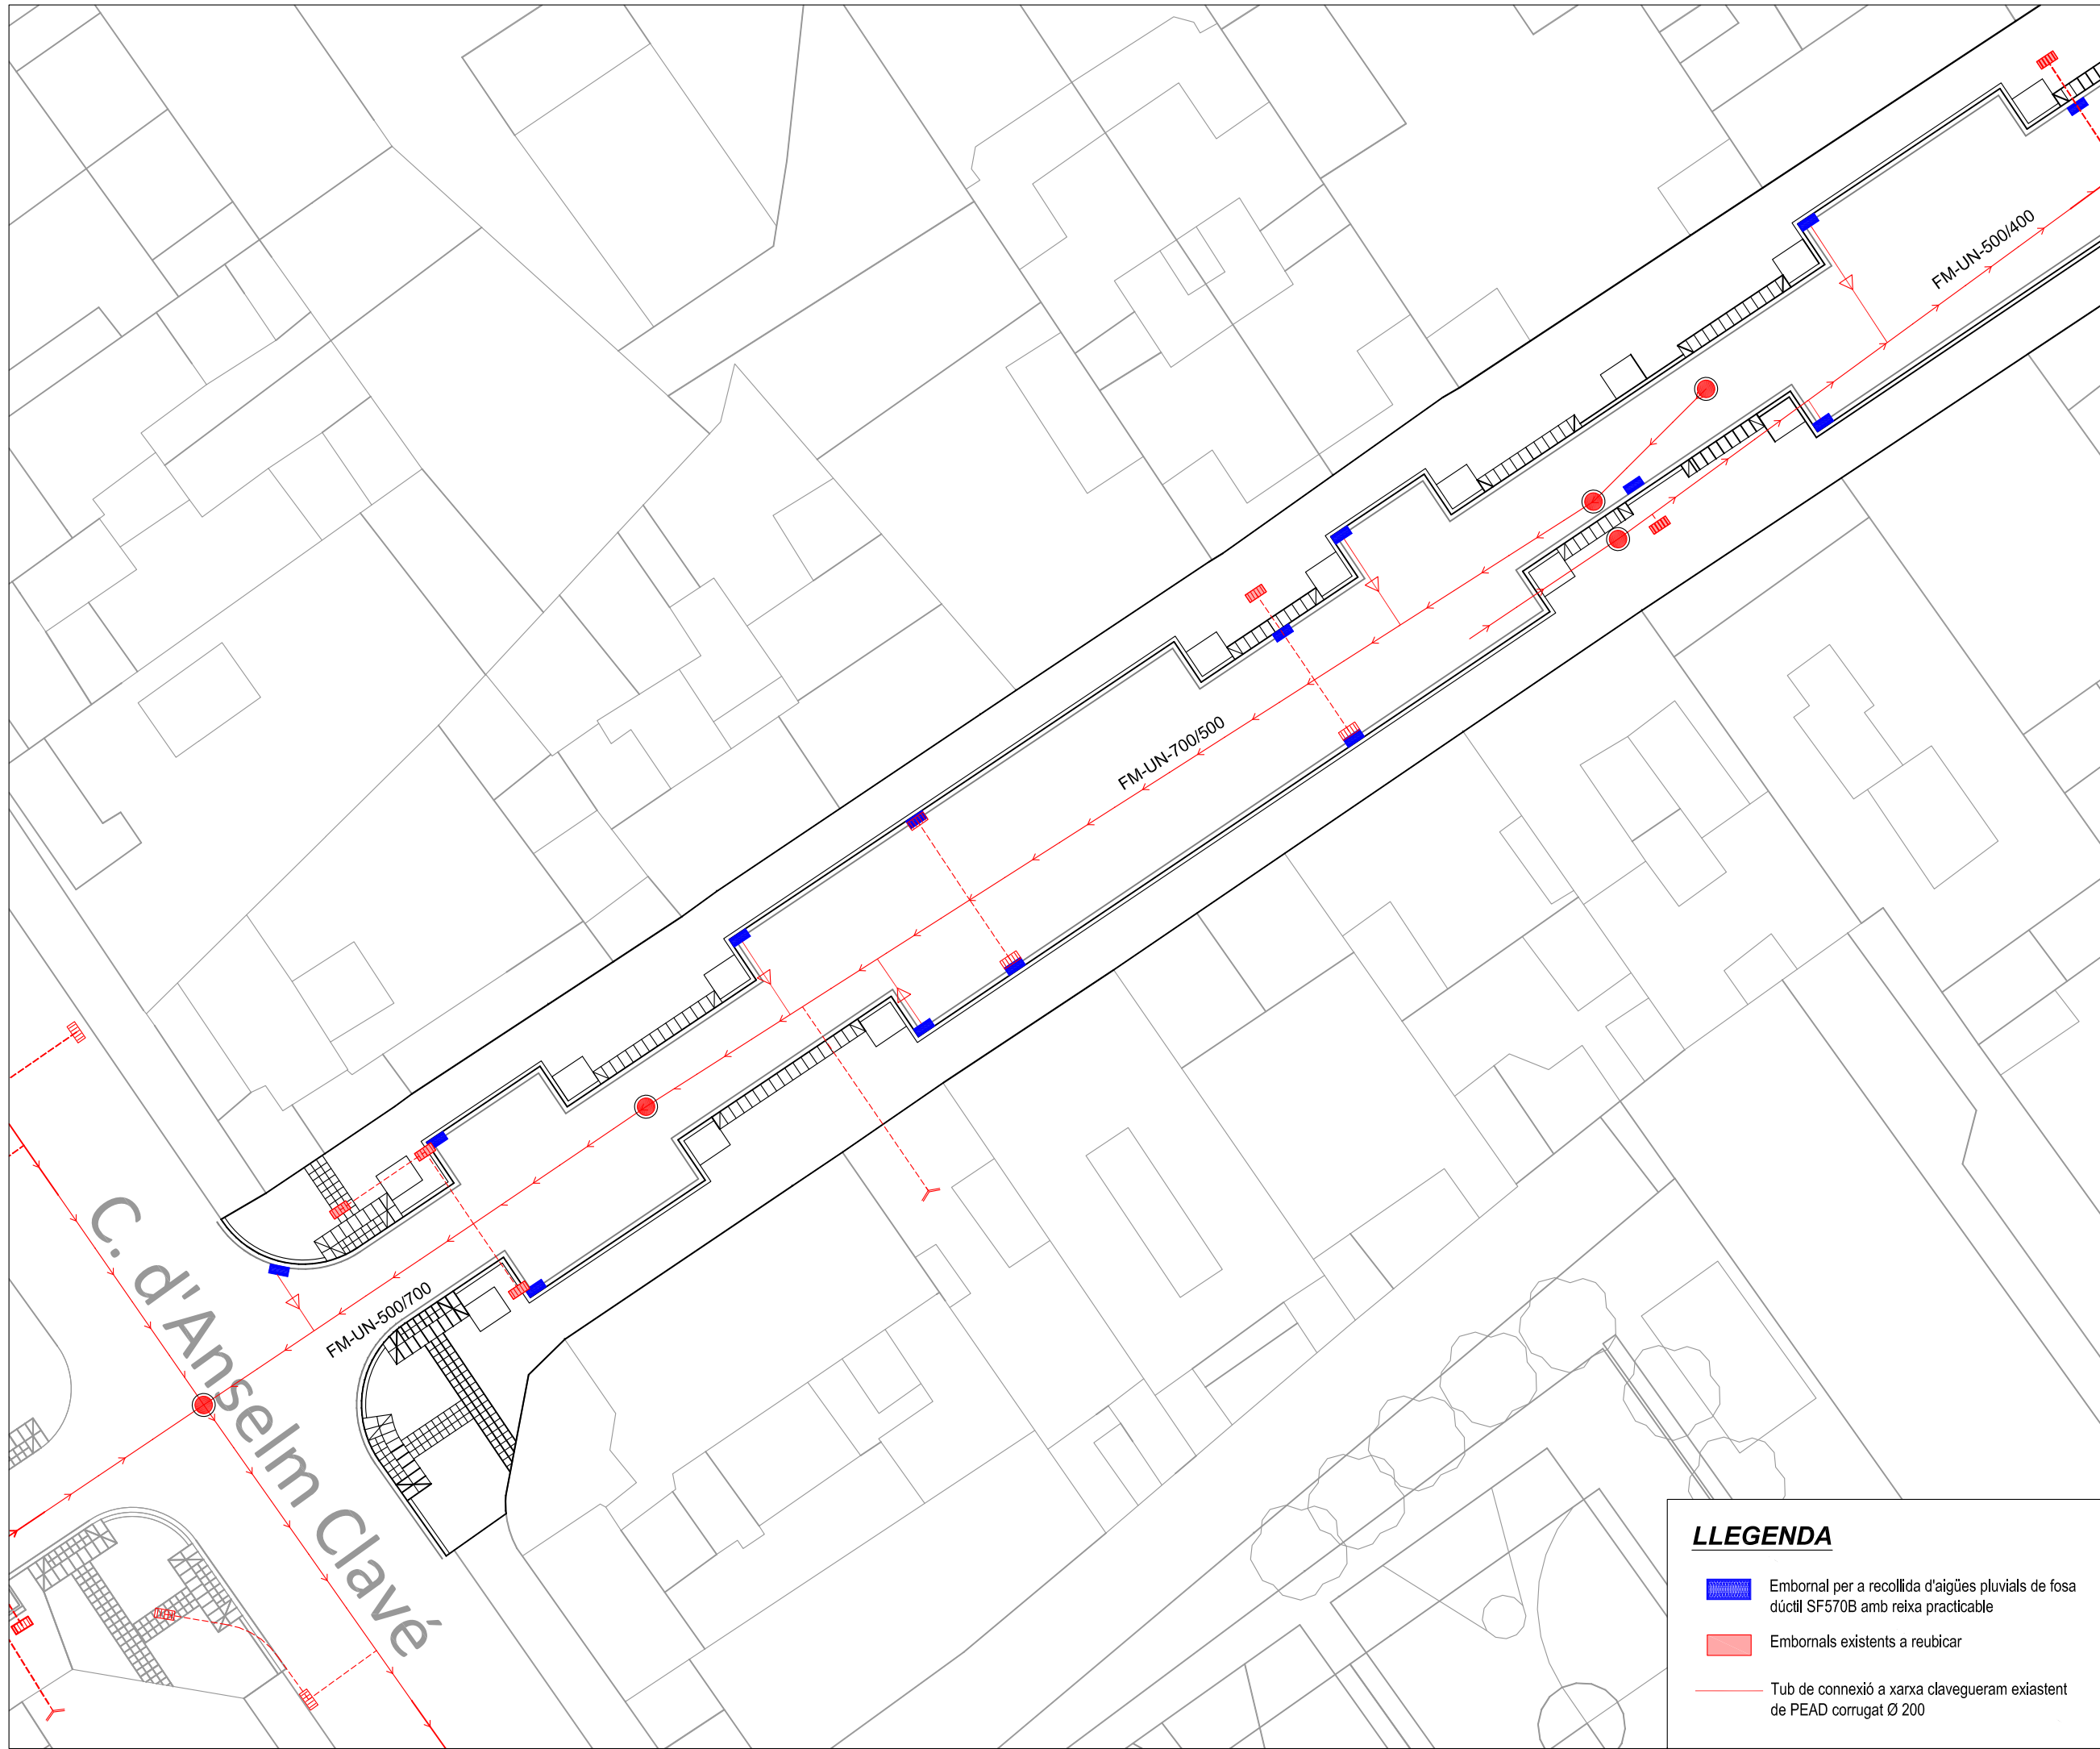 FM-UN-500/400
FM-UN-700/500
FM-UN-500/700
C. d'Anselm Clavé
LLEGENDA
Embornal per a recollida d'aigües pluvials de fosa
dúctil SF570B amb reixa practicable
Embornals existents a reubicar
Tub de connexió a xarxa clavegueram exiastent
de PEAD corrugat Ø 200